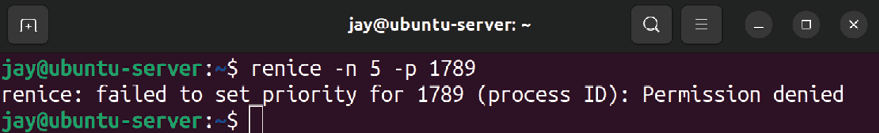 jay@ubuntu-server: ~
jay@ubuntu-server:~$ renice -n 5 -p 1789
renice: failed to set priority for 1789 (process ID): Permission denied
jay@ubuntu-server:~$